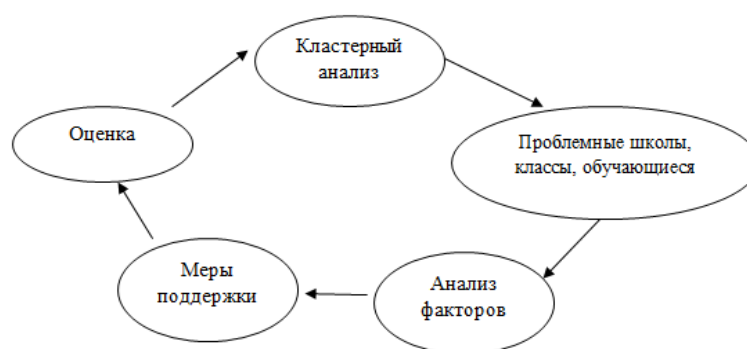 Кластерный
анализ
Оценка
Проблемные школы,
классы, обучающиеся
Меры
поддержки
Анализ
факторов